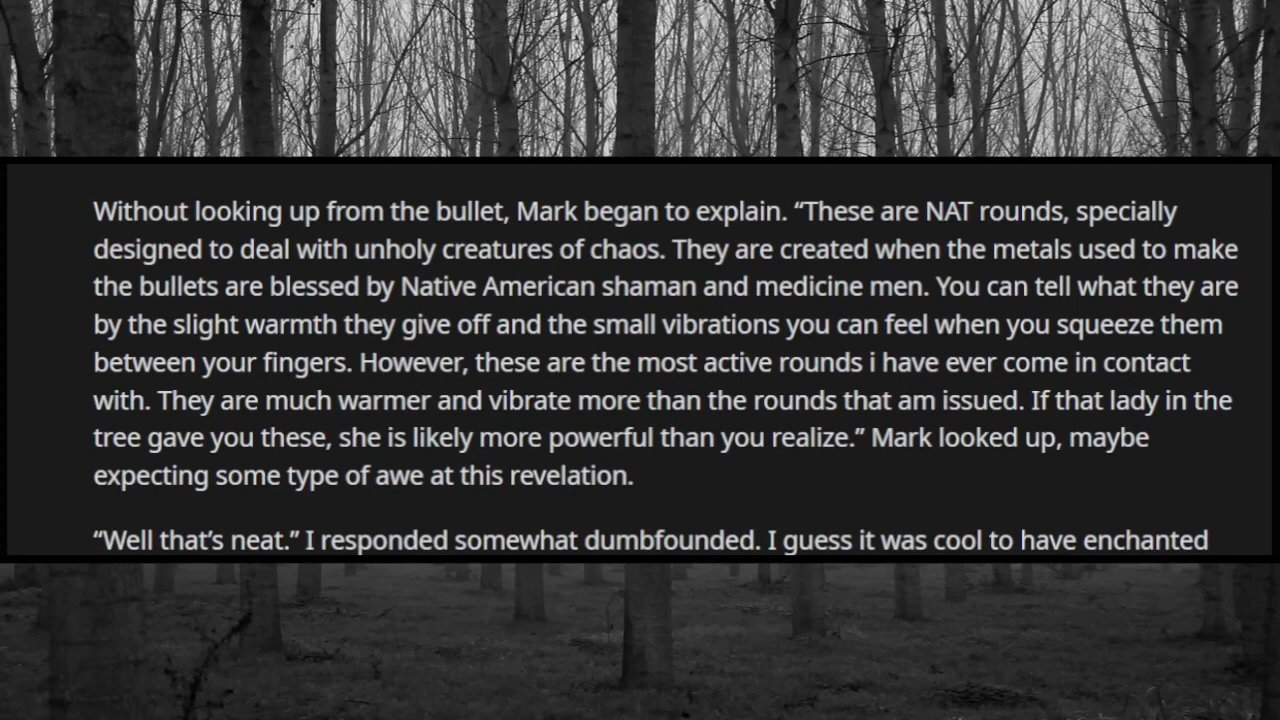 Without looking up from the bullet, Mark began to explain. “These are NAT rounds, specially
designed to deal with unholy creatures of chaos. They are created when the metals used to make
the bullets are blessed by Native American shaman and medicine men. You can tell what they are
by the slight warmth they give off and the small vibrations you can feel when you squeeze them
between your fingers. However, these are the most active rounds i have ever come in contact
with. They are much warmer and vibrate more than the rounds that am issued. If that lady in the
tree gave you these, she is likely more powerful than you realize.” Mark looked up, maybe
expecting some type of awe at this revelation.
“Well that’s neat.” I responded somewhat dumbfounded. I guess it was cool to have enchanted